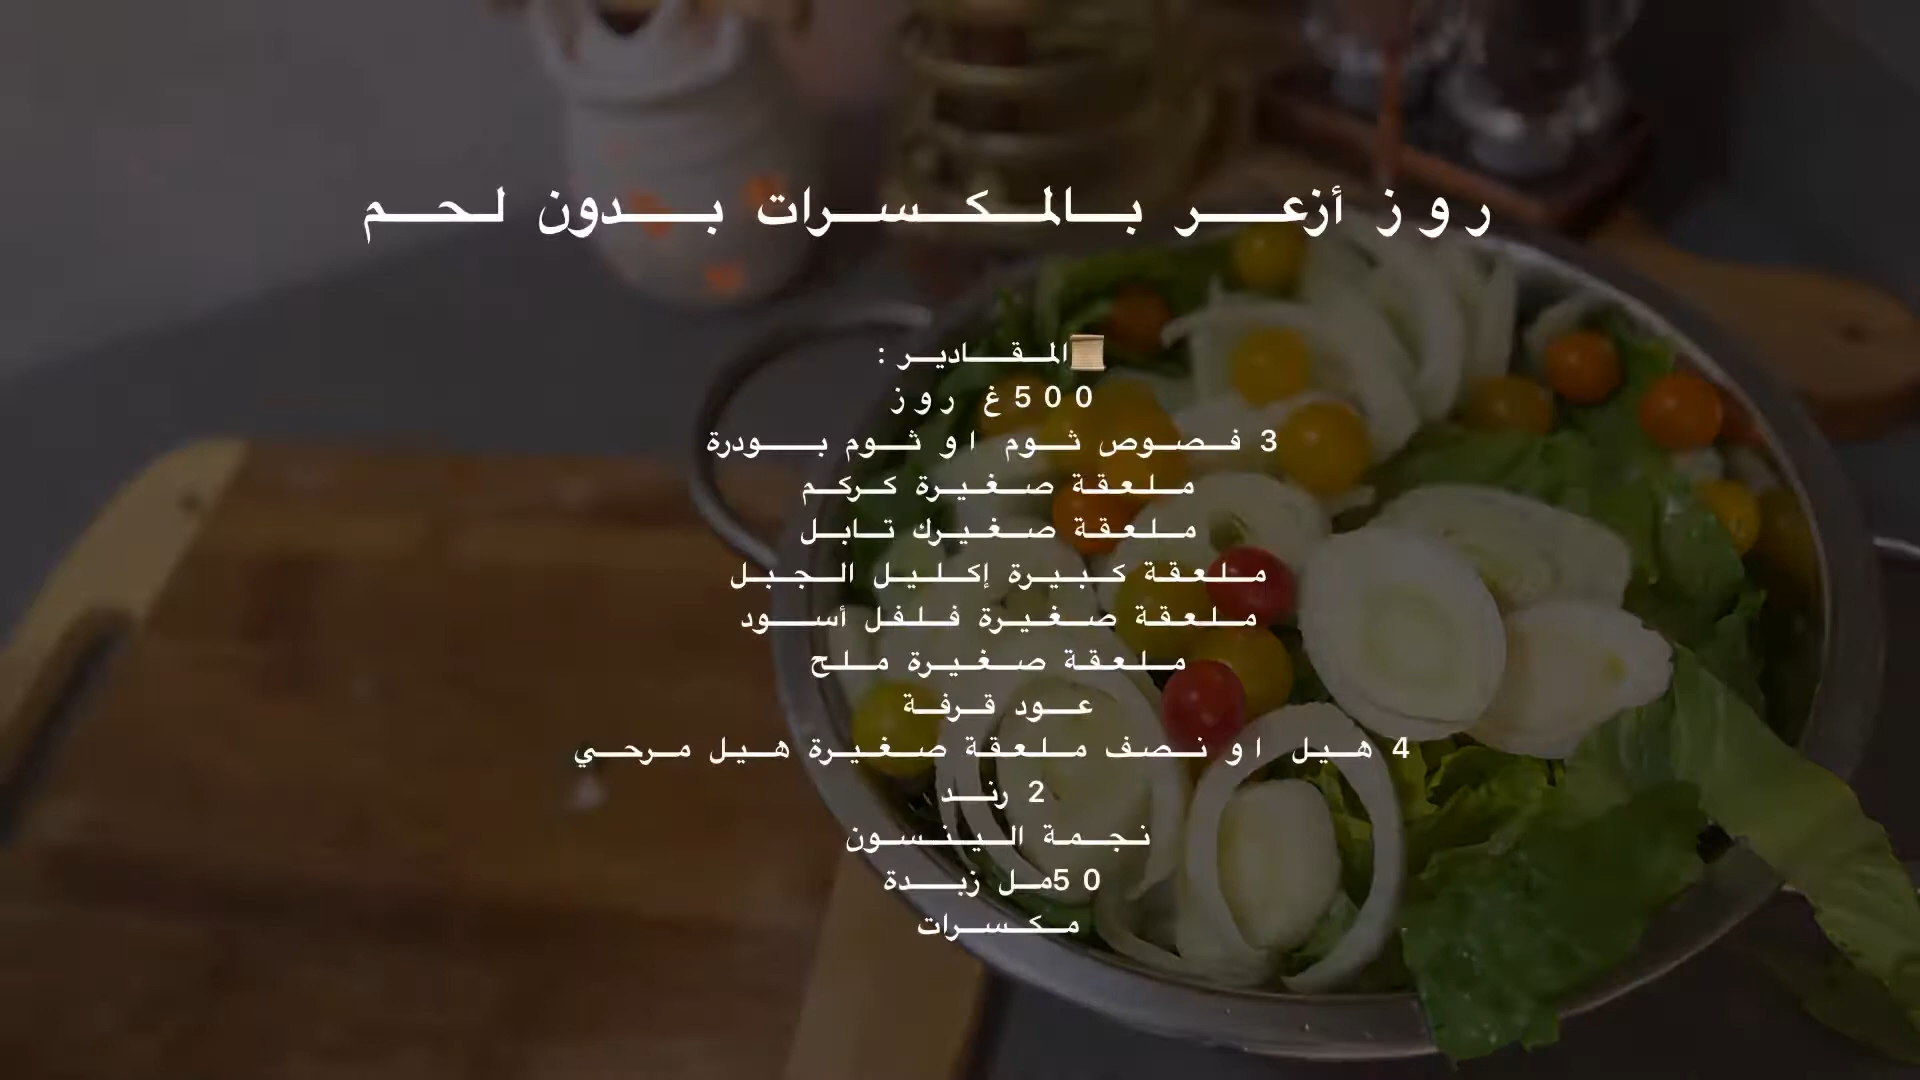 روز أزعر بالمكسرات بدون لحم
📜المقادير :
500غ روز
3 فصوص ثوم او ثوم بودرة
ملعقة صغيرة كركم
ملعقة صغيرك تابل
ملعقة كبيرة إكليل الجبل
ملعقة صغيرة فلفل أسود
ملعقة صغيرة ملح
عود قرفة
4 هيل او نصف ملعقة صغيرة هيل مرحي
2 رند
نجمة الينسون
50مل زبدة
مكسرات